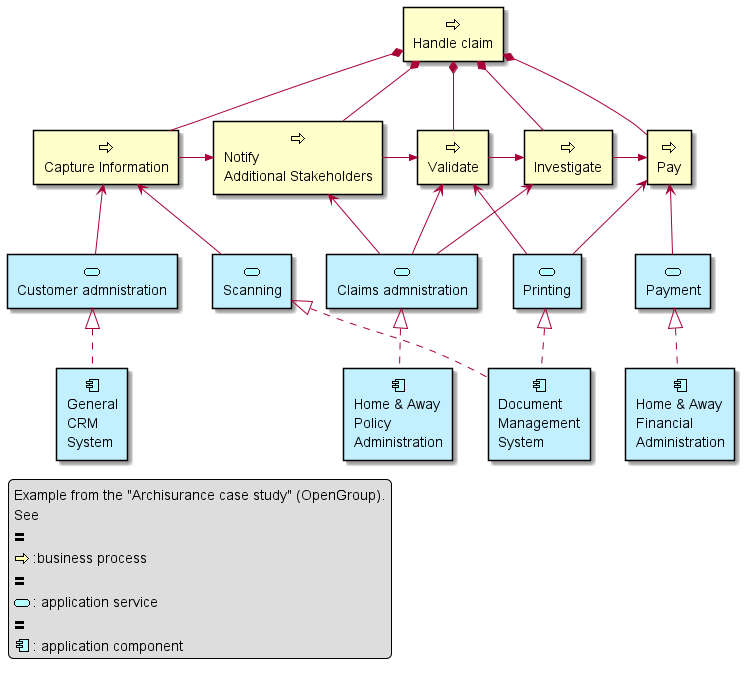 Handle claim
Capture Information
Notify
Additional Stakeholders
Validate
Investigate
Pay
Customer admnistration
Scanning
Claims admnistration
Printing
Payment
General
CRM
System
Home & Away
Policy
Administration
Document
Management
System
Home & Away
Financial
Administration
Example from the "Archisurance case study" (OpenGroup).
See
=
:business process
=
: application service
=
: application component